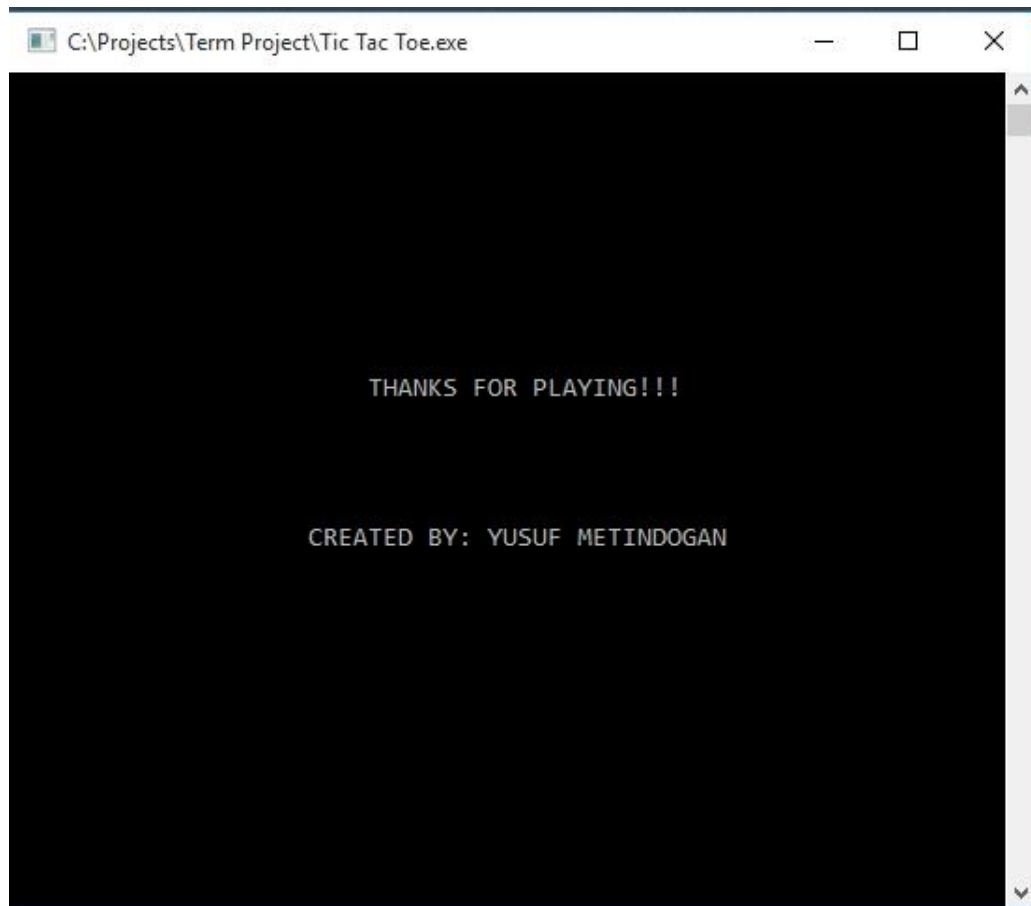 C:\Projects\Term Project\Tic Tac Toe.exe
THANKS FOR PLAYING!!!
CREATED BY: YUSUF METINDOGAN